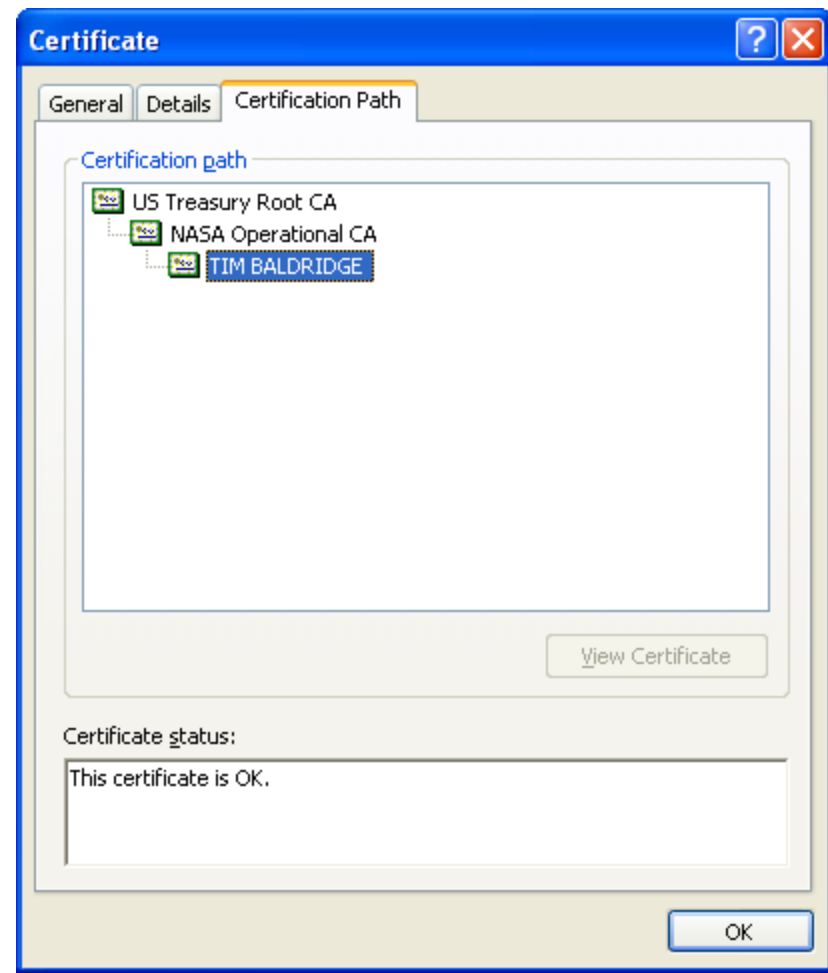 Certificate
General Details Certification Path
Certification path
US Treasury Root CA
NASA Operational CA
TIM BALDRIDGE
View Certificate
Certificate status:
This certificate is OK.
OK